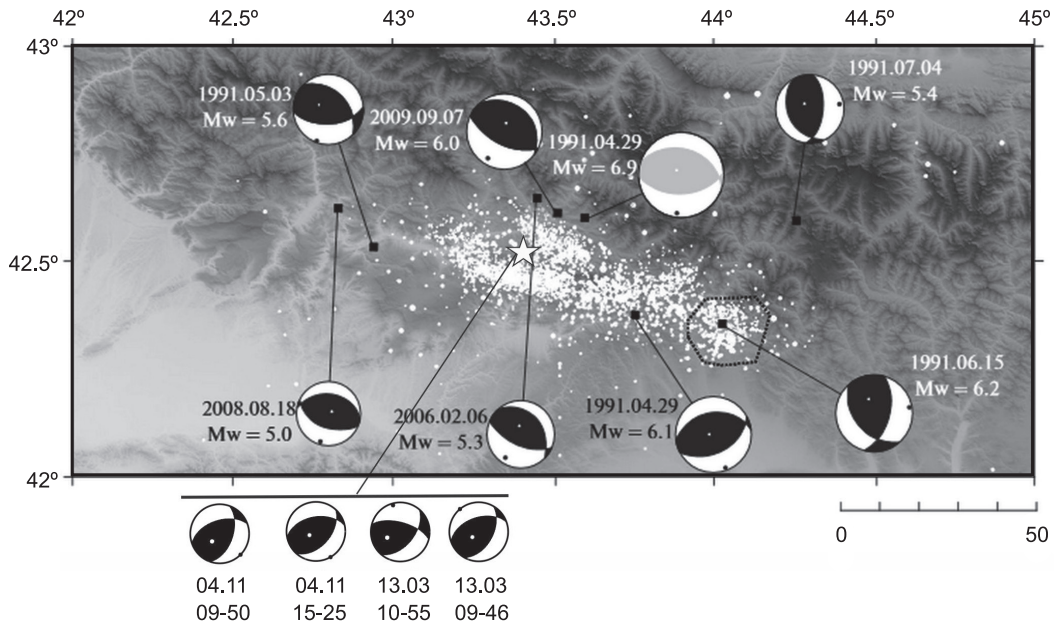 42º 43º 43.5º 44º 44.5º 45º
42.5º
43º
1991.05.03
Mw = 5.6
2009.09.07
Mw = 6.0
1991.04.29
Mw = 6.9
1991.07.04
Mw = 5.4
42.5º
2008.08.18
Mw = 5.0
2006.02.06
Mw = 5.3
1991.04.29
Mw = 6.1
1991.06.15
Mw = 6.2
42º
0 50
04.11 04.11 13.03 13.03
09-50 15-25 10-55 09-46